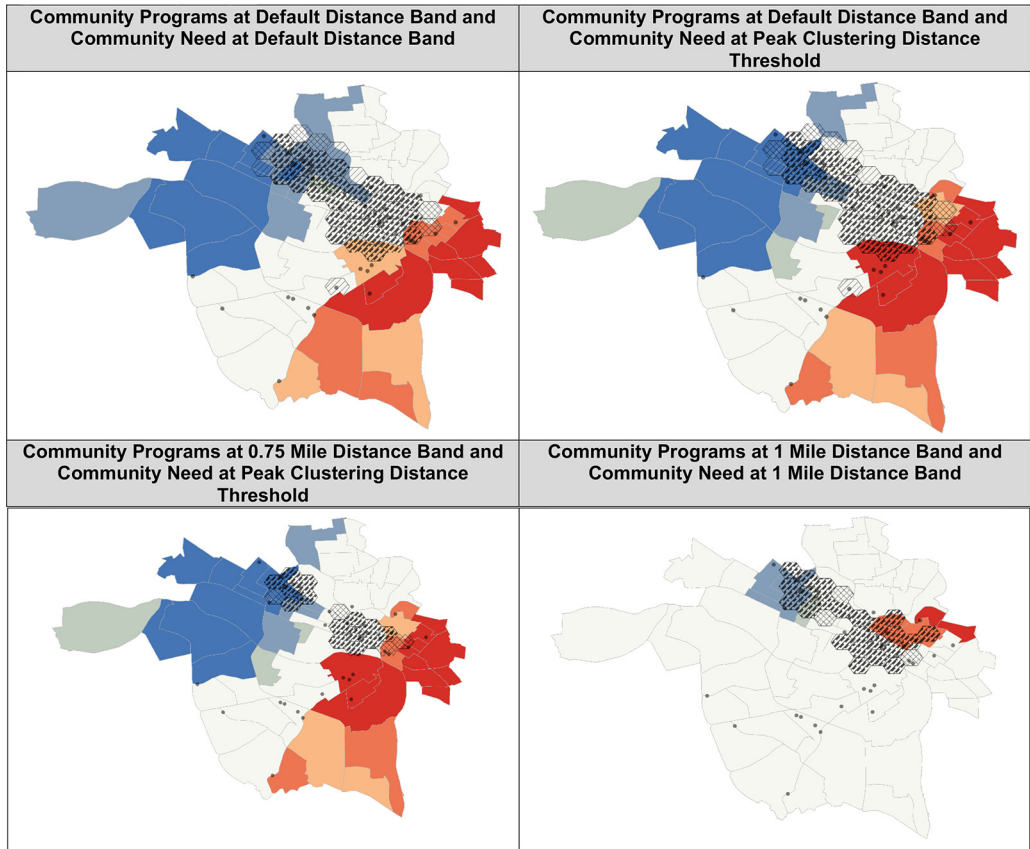 Community Programs at Default Distance Band and
Community Need at Default Distance Band
Community Programs at Default Distance Band and
Community Need at Peak Clustering Distance
Threshold
Community Programs at 0.75 Mile Distance Band and
Community Need at Peak Clustering Distance
Threshold
Community Programs at 1 Mile Distance Band and
Community Need at 1 Mile Distance Band